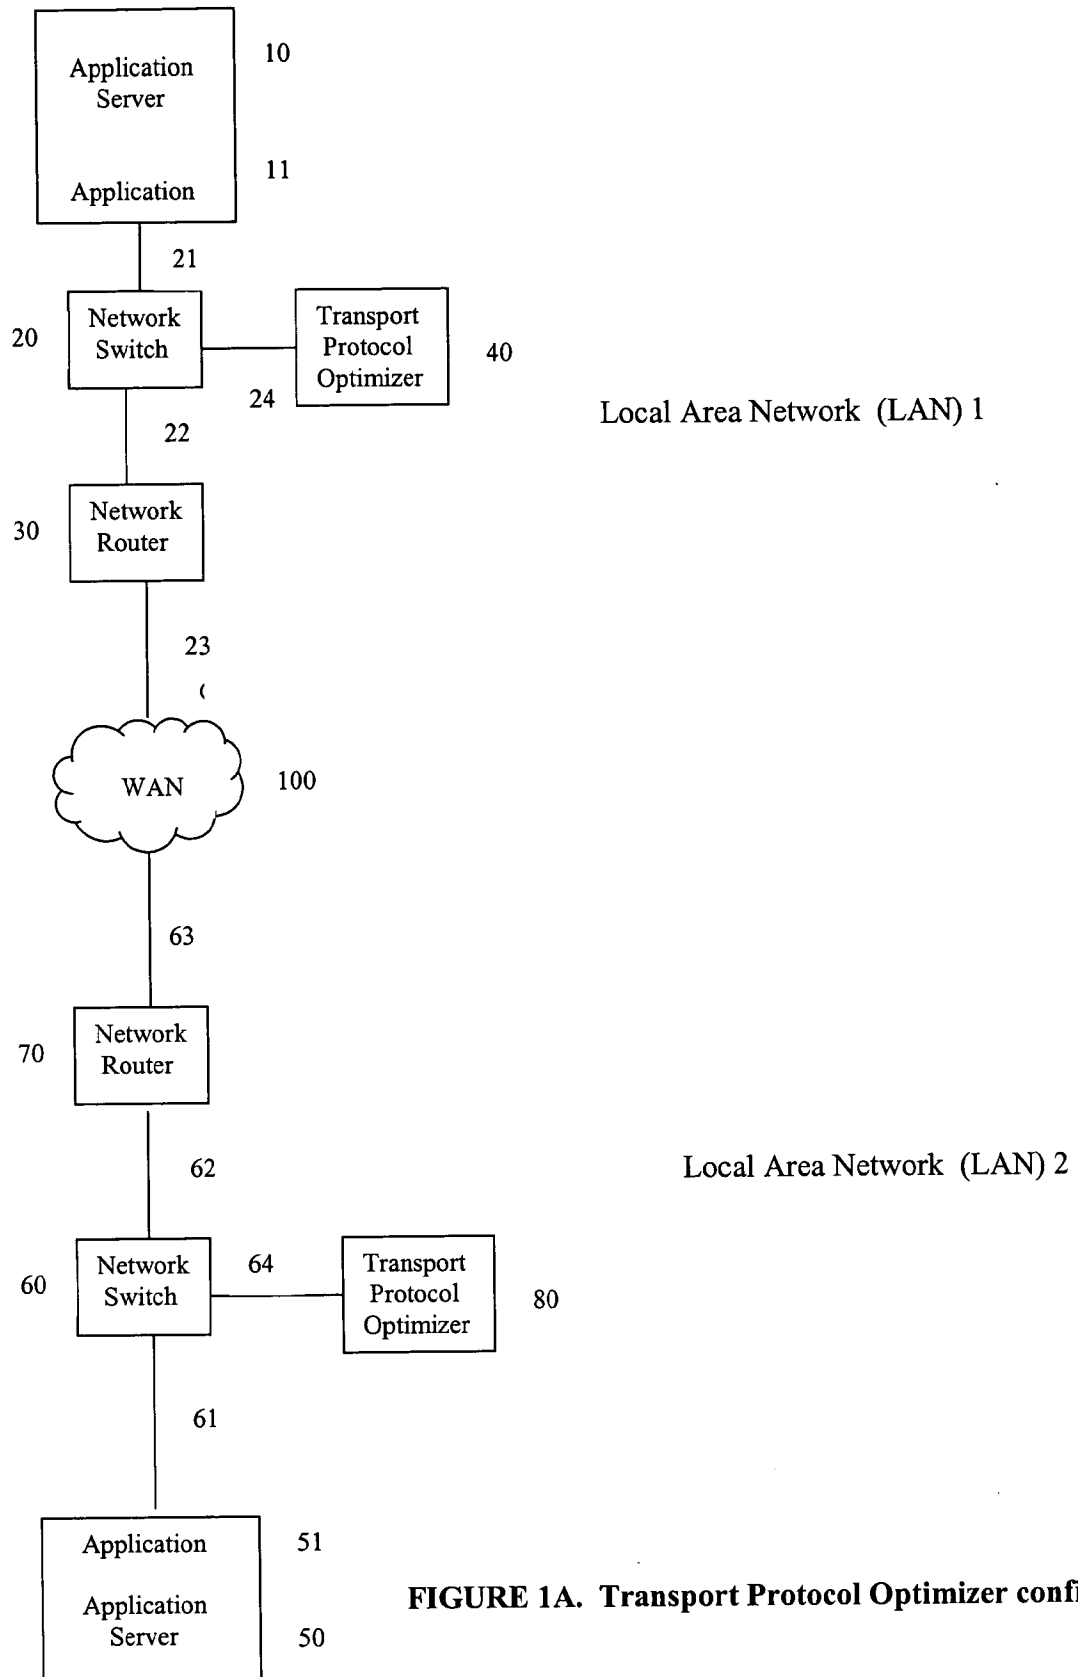 Application
Server
10
Application
11
21
20
Network
Switch
Transport
Protocol
Optimizer
40
24
Local Area Network (LAN) 1
22
30
Network
Router
23
WAN
100
63
70
Network
Router
62
Local Area Network (LAN) 2
60
Network
Switch
64
Transport
Protocol
Optimizer
80
61
Application
51
FIGURE 1A. Transport Protocol Optimizer confi
Application
Server
50